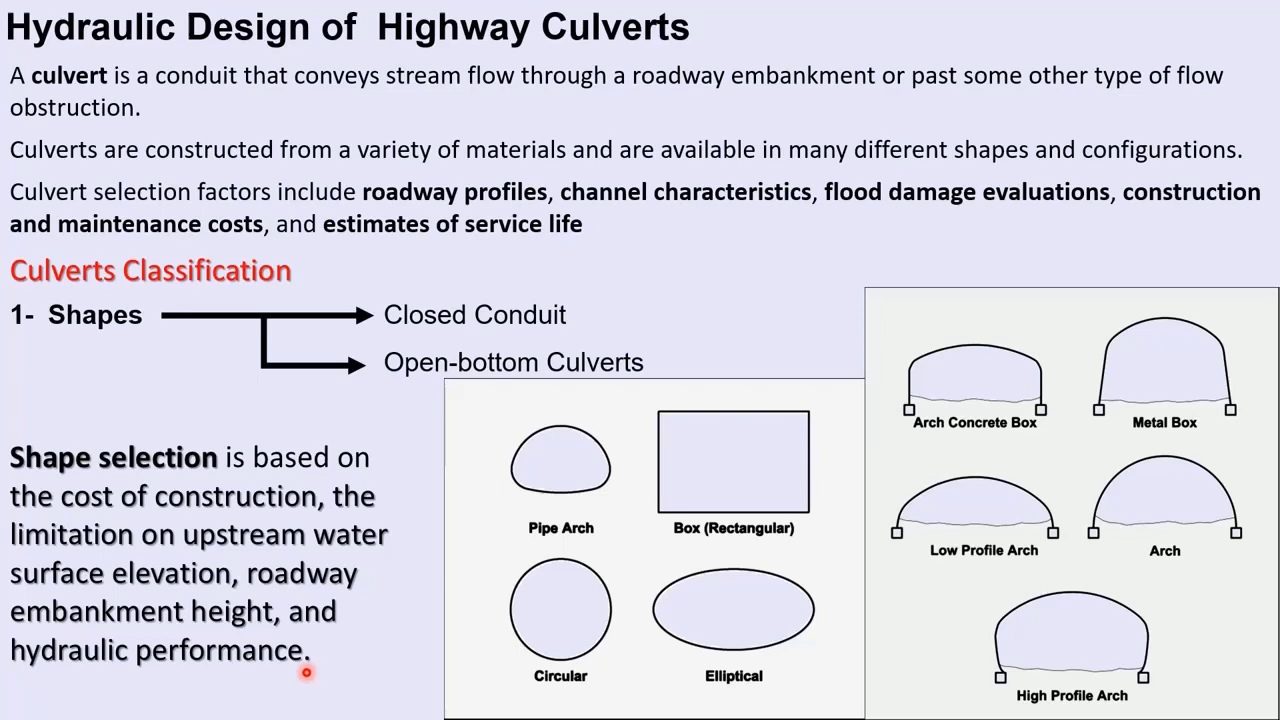 Hydraulic Design of  Highway Culverts
A culvert is a conduit that conveys stream flow through a roadway embankment or past some other type of flow
obstruction.
Culverts are constructed from a variety of materials and are available in many different shapes and configurations.
Culvert selection factors include roadway profiles, channel characteristics, flood damage evaluations, construction
and maintenance costs, and estimates of service life
Culverts Classification
1-  Shapes
Closed Conduit
Open-bottom Culverts
Shape selection is based on
the cost of construction, the
limitation on upstream water
surface elevation, roadway
embankment height, and
hydraulic performance.
Pipe Arch
Box (Rectangular)
Circular
Elliptical
Arch Concrete Box
Metal Box
Low Profile Arch
Arch
High Profile Arch